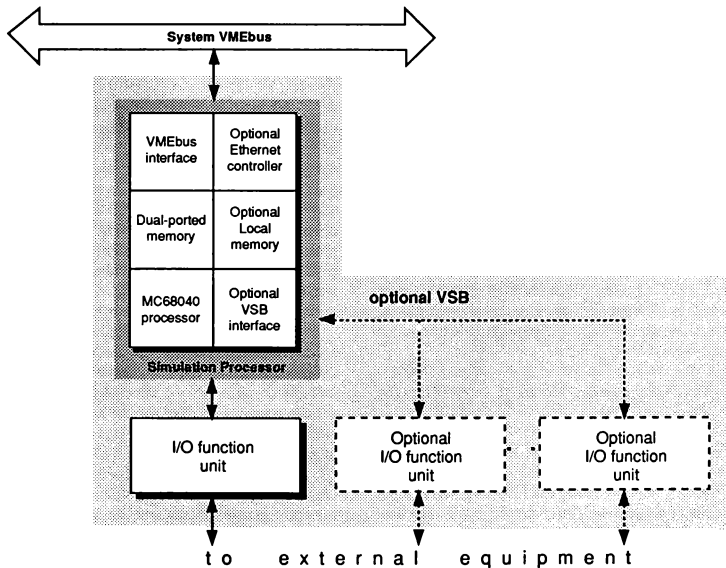 System VMEbus
VMEbus
interface
Optional
Ethernet
controller
Dual-ported
memory
Optional
Local
memory
MC68040
processor
Optional
VSB
interface
Simulation Processor
optional VSB
I/O function
unit
Optional
I/O function
unit
Optional
I/O function
unit
to external equipment